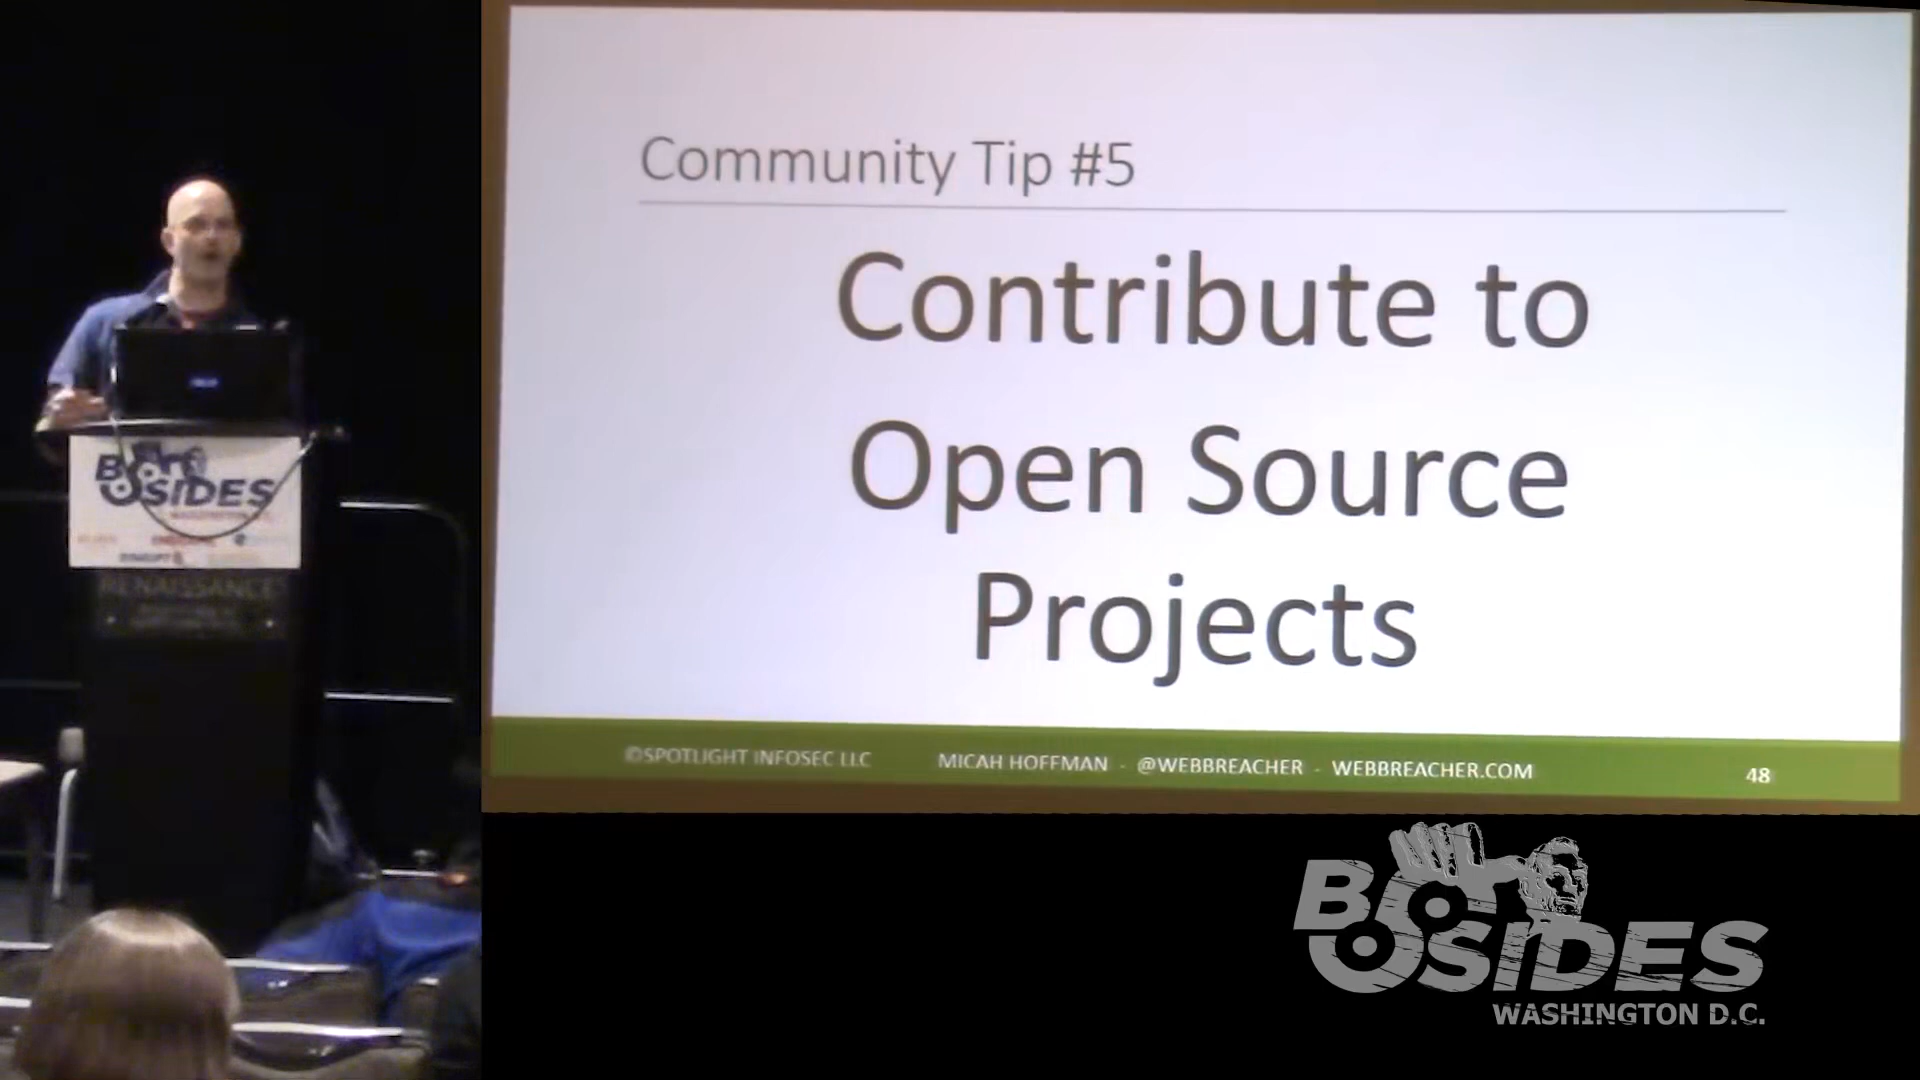 Community Tip #5
Contribute to
Open Source
Projects
©SPOTLIGHT INFOSEC LLC MICAH HOFFMAN - @WEBBREACHER - WEBBREACHER.COM 48
BSIDES
RENAISSANCE
BSIDES
WASHINGTON D.C.